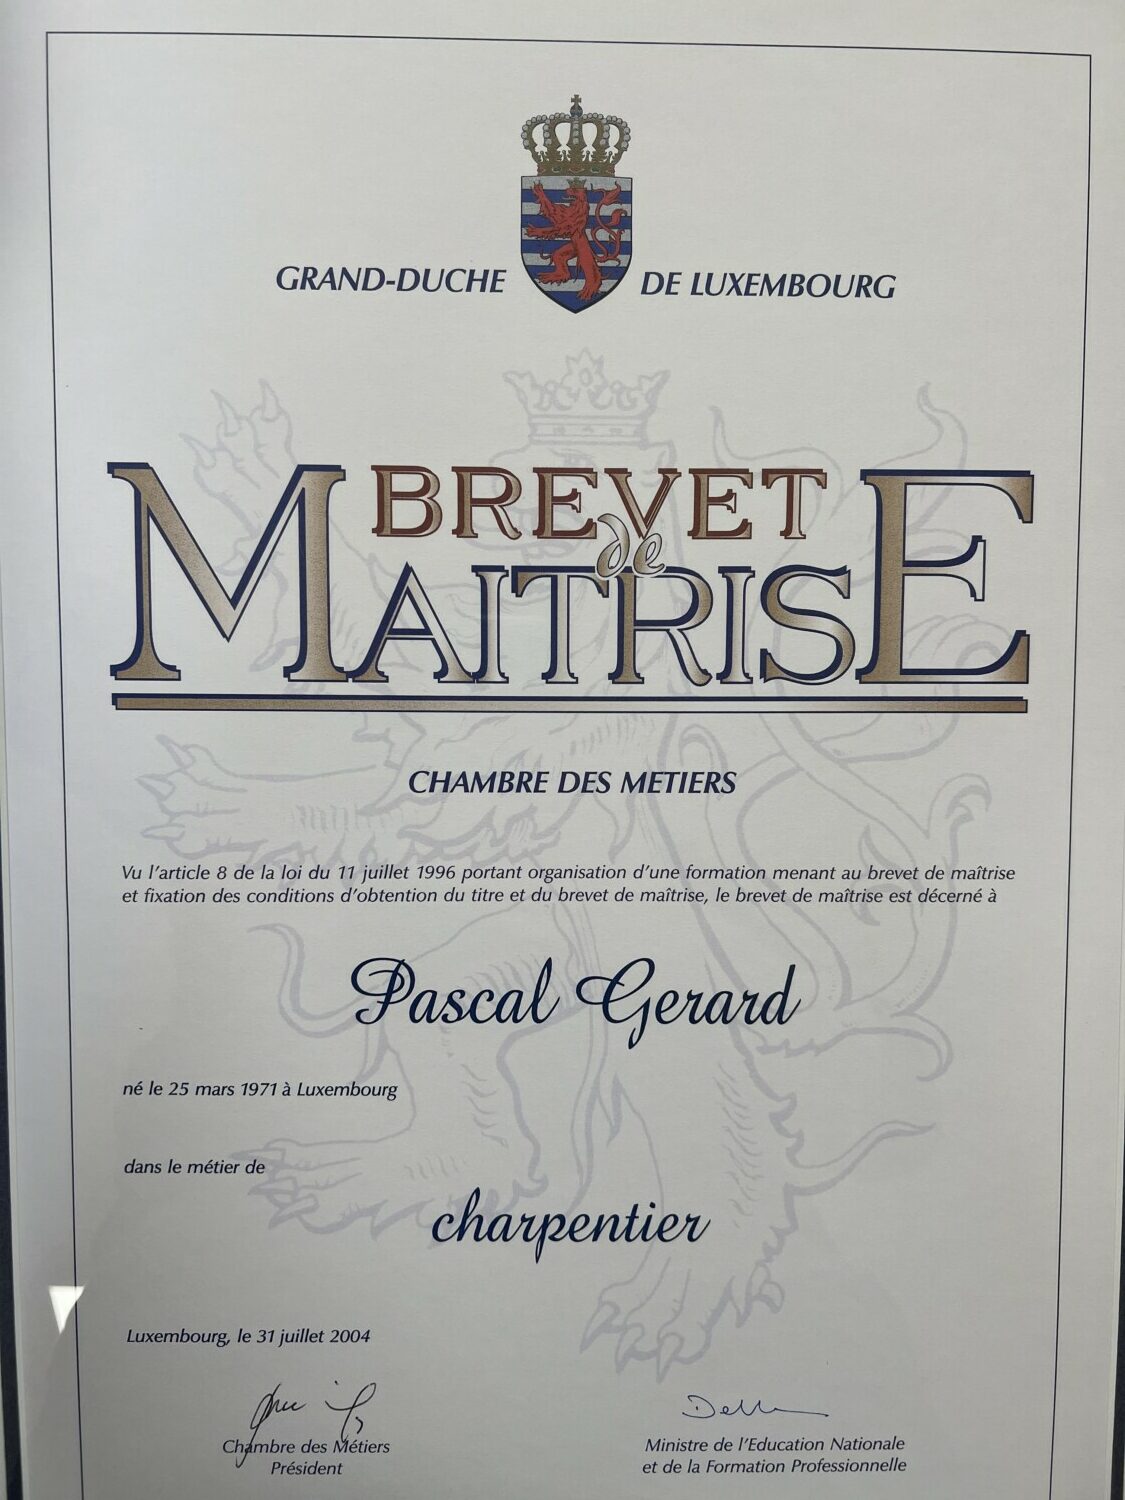 GRAND-DUCHE DE LUXEMBOURG
BREVET
de
MAITRISE
CHAMBRE DES METIERS
Vu l'article 8 de la loi du 11 juillet 1996 portant organisation d'une formation menant au brevet de maîtrise
et fixation des conditions d'obtention du titre et du brevet de maîtrise, le brevet de maîtrise est décerné à
Pascal Gerard
né le 25 mars 1971 à Luxembourg
dans le métier de
charpentier
Luxembourg, le 31 juillet 2004
Chambre des Métiers
Président
Ministre de l'Education Nationale
et de la Formation Professionnelle